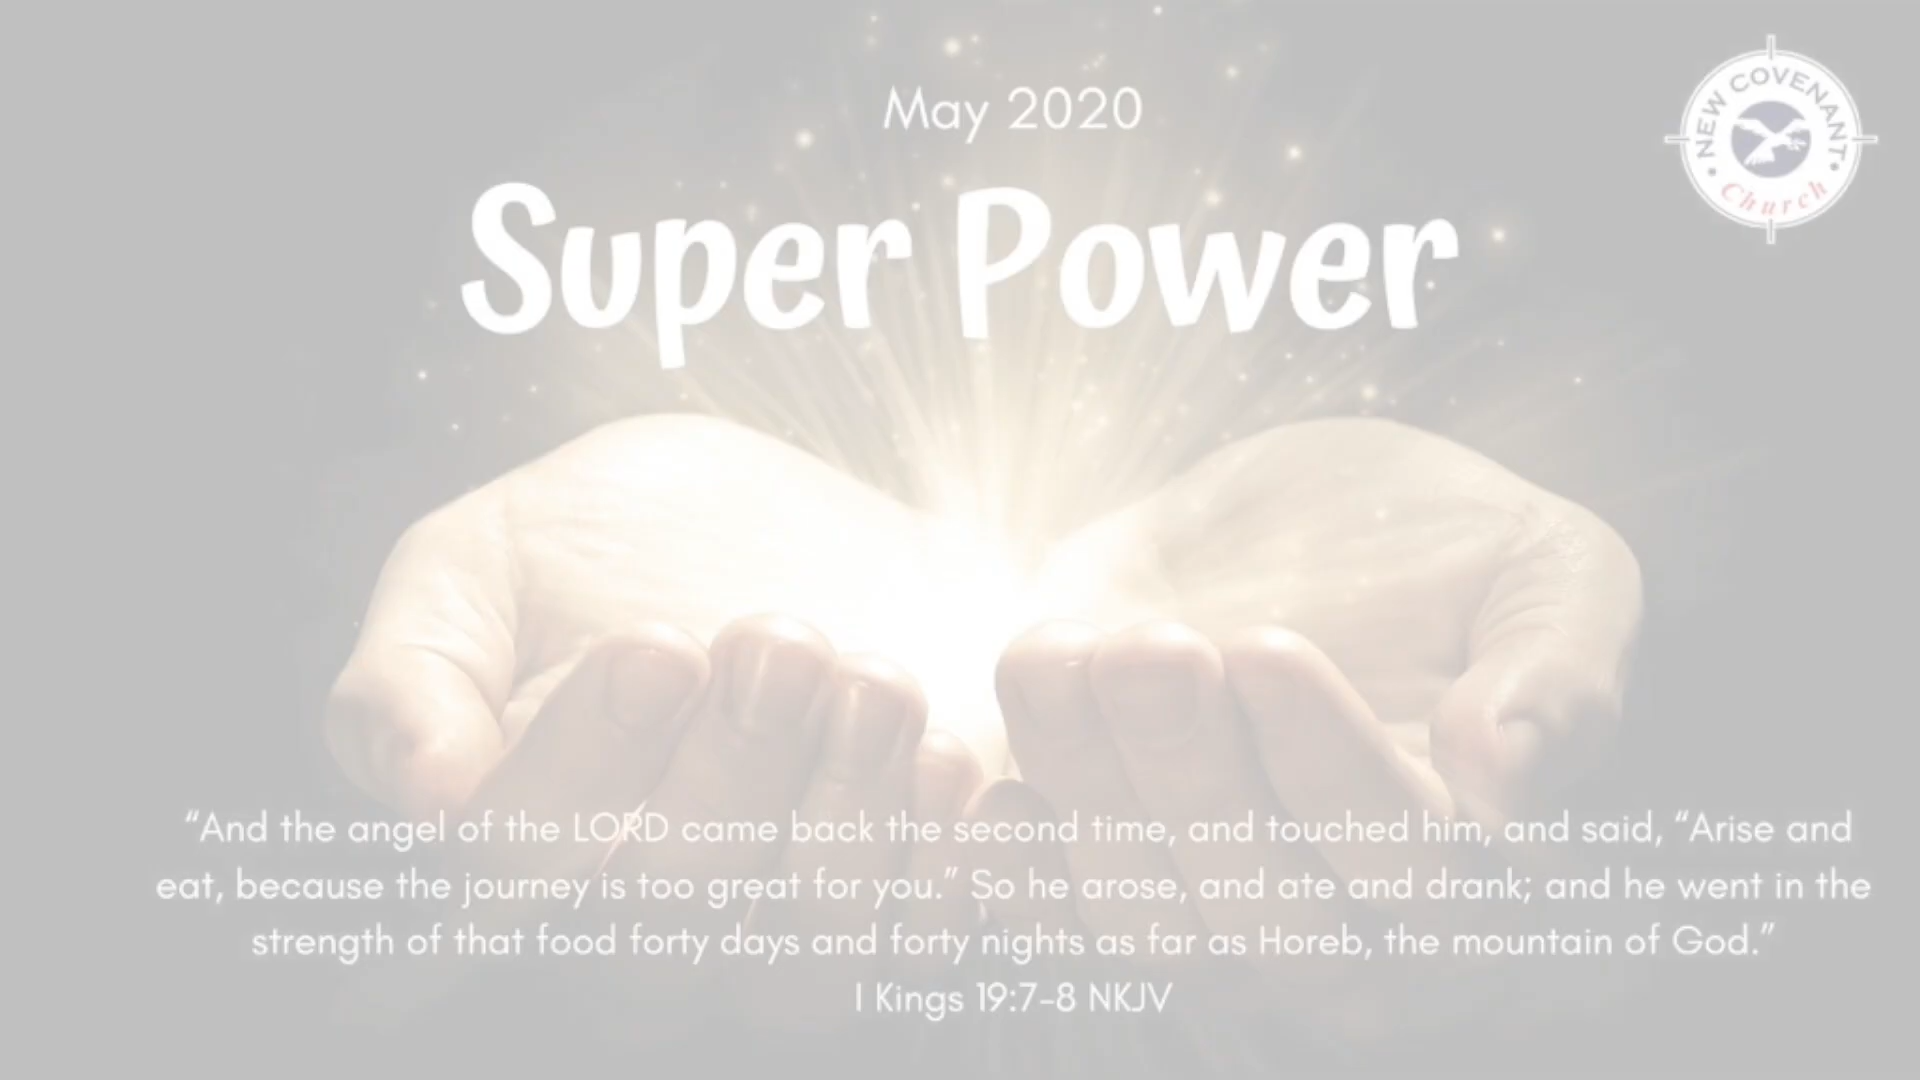 May 2020
NEW COVENANT
Church
Super Power
“And the angel of the LORD came back the second time, and touched him, and said, “Arise and
eat, because the journey is too great for you.” So he arose, and ate and drank; and he went in the
strength of that food forty days and forty nights as far as Horeb, the mountain of God.”
I Kings 19:7-8 NKJV